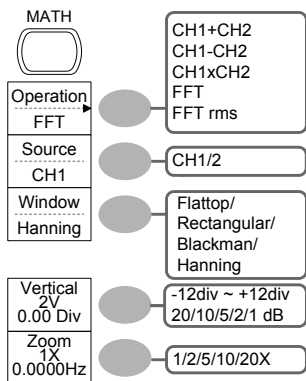 MATH
Operation
FFT
CH1+CH2
CH1-CH2
CH1xCH2
FFT
FFT rms
Source
CH1
CH1/2
Window
Hanning
Flattop/
Rectangular/
Blackman/
Hanning
Vertical
2V
0.00 Div
-12div ~ +12div
20/10/5/2/1 dB
Zoom
1X
0.0000Hz
1/2/5/10/20X